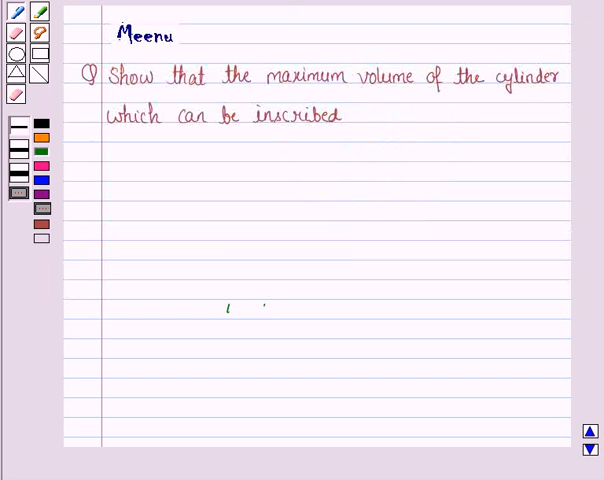 Meenu
Q Show that the maximum volume of the cylinder
which can be inscribed